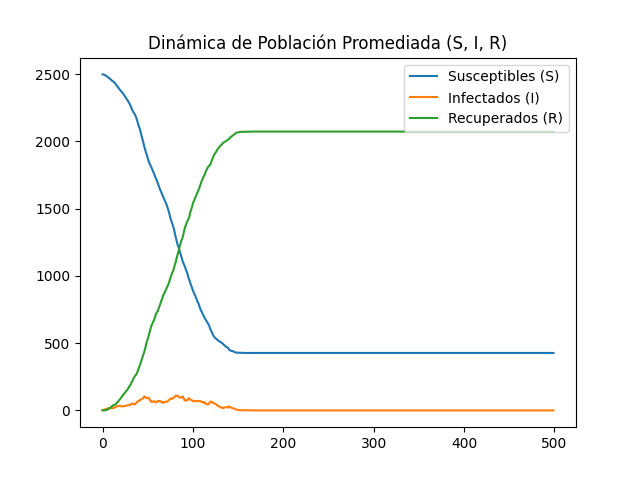 Dinámica de Población Promediada (S, I, R)
Susceptibles (S)
Infectados (I)
Recuperados (R)
2500
2000
1500
1000
500
0
0 100 200 300 400 500